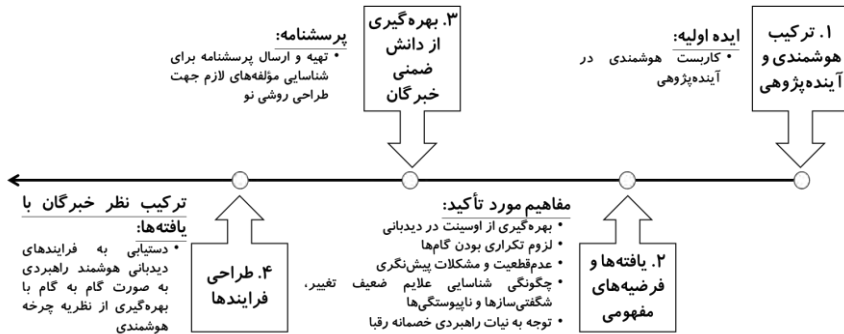 ۱. ترکیب
هوشمندی و
آینده‌پژوهی
ایده اولیه:
• کاربست هوشمندی در
آینده‌پژوهی
۲. یافته‌ها و
فرضیه‌های
مفهومی
مفاهیم مورد تأکید:
• بهره‌گیری از اوسینت در دیدبانی
• لزوم تکراری بودن گام‌ها
• عدم‌قطعیت و مشکلات پیش‌نگری
• چگونگی شناسایی علایم ضعیف تغییر،
شگفتی‌سازها و ناپیوستگی‌ها
• توجه به نیات راهبردی خصمانه رقبا
۳. بهره‌گیری
از دانش
ضمنی
خبرگان
پرسشنامه:
• تهیه و ارسال پرسشنامه برای
شناسایی مؤلفه‌های لازم جهت
طراحی روشی نو
۴. طراحی
فرایندها
ترکیب نظر خبرگان با
یافته‌ها:
• دستیابی به فرایندهای
دیدبانی هوشمند راهبردی
به صورت گام به گام با
بهره‌گیری از نظریه چرخه
هوشمندی